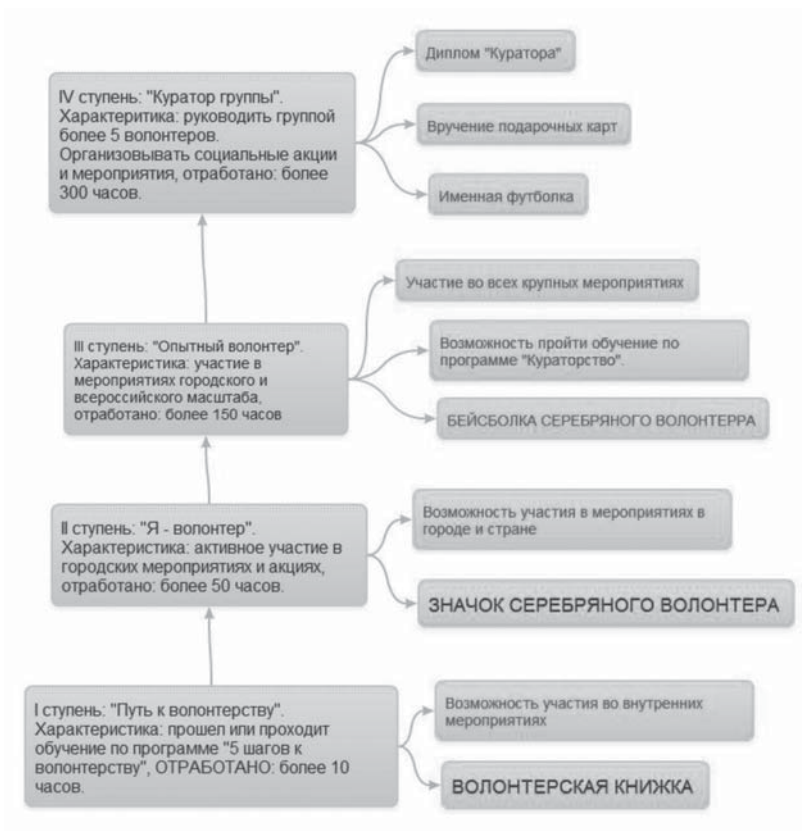 IV ступень: "Куратор группы".
Характеритика: руководить группой
более 5 волонтеров.
Организовывать социальные акции
и мероприятия, отработано: более
300 часов.
Диплом "Куратора"
Вручение подарочных карт
Именная футболка
III ступень: "Опытный волонтер".
Характеристика: участие в
мероприятиях городского и
всероссийского масштаба,
отработано: более 150 часов
Участие во всех крупных мероприятиях
Возможность пройти обучение по
программе "Кураторство".
БЕЙСБОЛКА СЕРЕБРЯНОГО ВОЛОНТЕРРА
II ступень: "Я - волонтер".
Характеристика: активное участие в
городских мероприятиях и акциях,
отработано: более 50 часов.
Возможность участия в мероприятиях в
городе и стране
ЗНАЧОК СЕРЕБРЯНОГО ВОЛОНТЕРА
I ступень: "Путь к волонтерству".
Характеристика: прошел или проходит
обучение по программе "5 шагов к
волонтерству", ОТРАБОТАНО: более 10
часов.
Возможность участия во внутренних
мероприятиях
ВОЛОНТЕРСКАЯ КНИЖКА